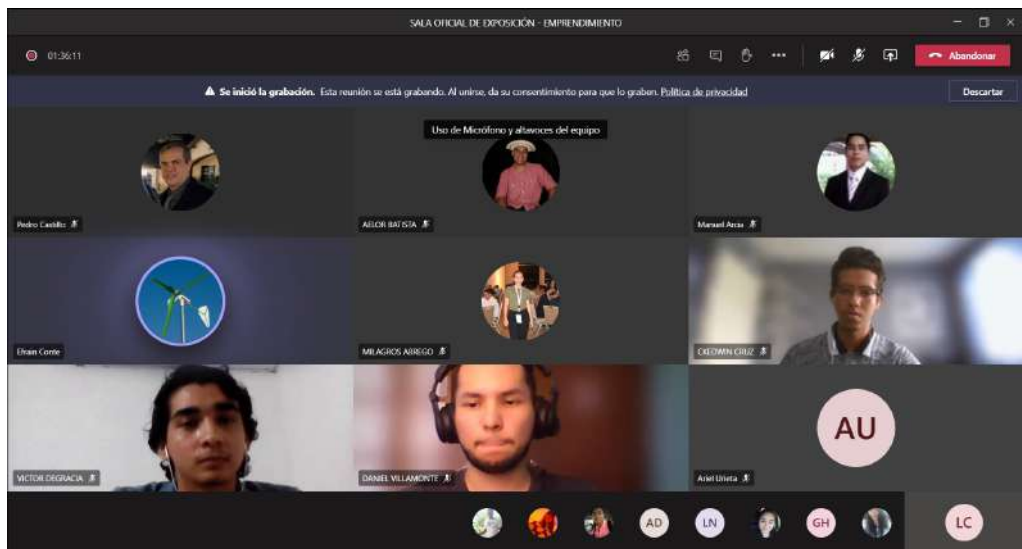 SALA OFICIAL DE EXPOSICIÓN - EMPRENDIMIENTO
01:36:11
Abandonar
Se inició la grabación. Esta reunión se está grabando. Al unirse, da su consentimiento para que lo graben. Política de privacidad
Descartar
Uso de Micrófono y altavoces del equipo
Pedro Castillo
AELOR BATISTA
Manuel Arcia
Efrain Conte
MILAGROS ABREGO
CXEDWIN CRUZ
VICTOR DEGRACIA
DANIEL VILLAMONTE
AU
Ariel Urieta
AD
LN
GH
LC